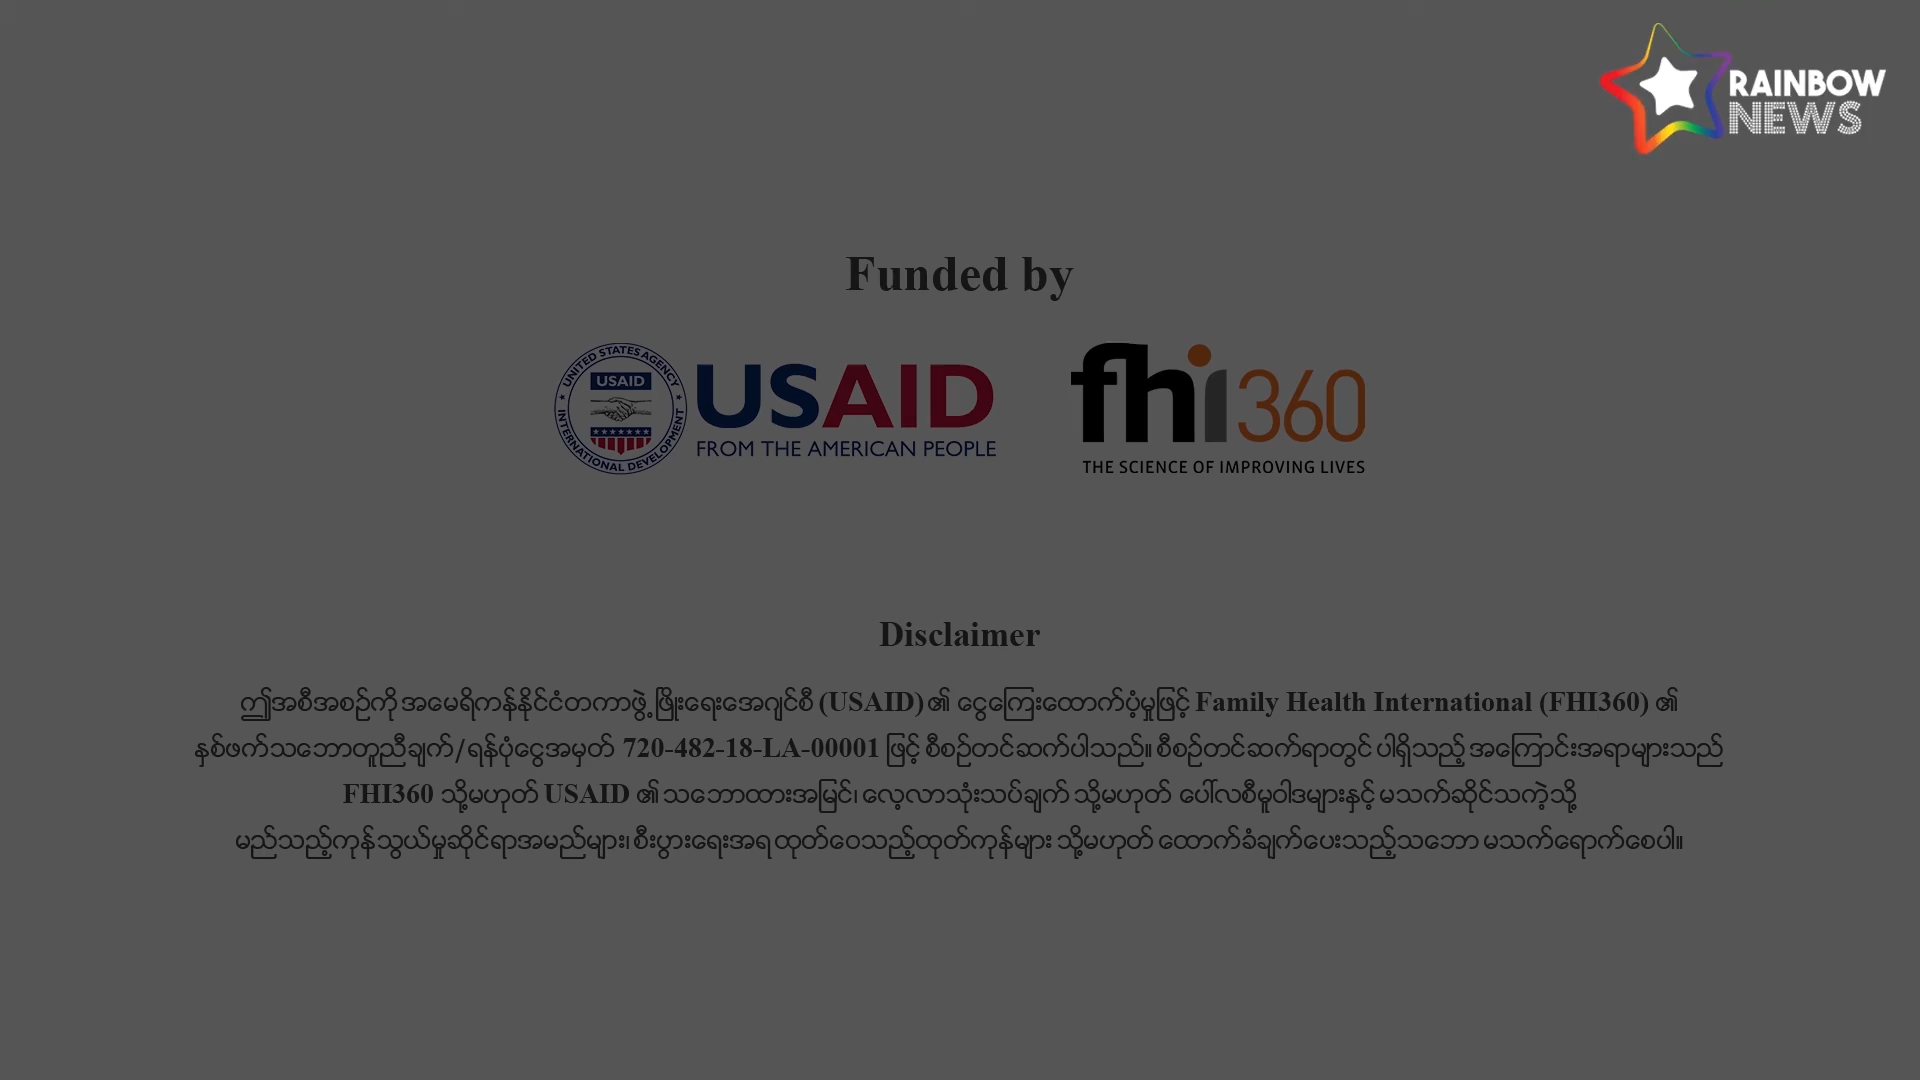 RAINBOW
NEWS
Funded by
UNITED STATES AGENCY
USAID
INTERNATIONAL DEVELOPMENT
USAID
FROM THE AMERICAN PEOPLE
fhi360
THE SCIENCE OF IMPROVING LIVES
Disclaimer
ဤအစီအစဉ်ကို အမေရိကန်နိုင်ငံတကာဖွံ့ဖြိုးရေးအေဂျင်စီ (USAID) ၏ ငွေကြေးထောက်ပံ့မှုဖြင့် Family Health International (FHI360) ၏
နှစ်ဖက်သဘောတူညီချက်/ရန်ပုံငွေအမှတ် 720-482-18-LA-00001 ဖြင့် စီစဉ်တင်ဆက်ပါသည်။ စီစဉ်တင်ဆက်ရာတွင် ပါရှိသည့် အကြောင်းအရာများသည်
FHI360 သို့မဟုတ် USAID ၏ သဘောထားအမြင်၊ လေ့လာသုံးသပ်ချက် သို့မဟုတ် ပေါ်လစီမူဝါဒများနှင့် မသက်ဆိုင်သကဲ့သို့
မည်သည့်ကုန်သွယ်မှုဆိုင်ရာအမည်များ၊ စီးပွားရေးအရ ထုတ်ဝေသည့်ထုတ်ကုန်များ သို့မဟုတ် ထောက်ခံချက်ပေးသည့်သဘော မသက်ရောက်စေပါ။